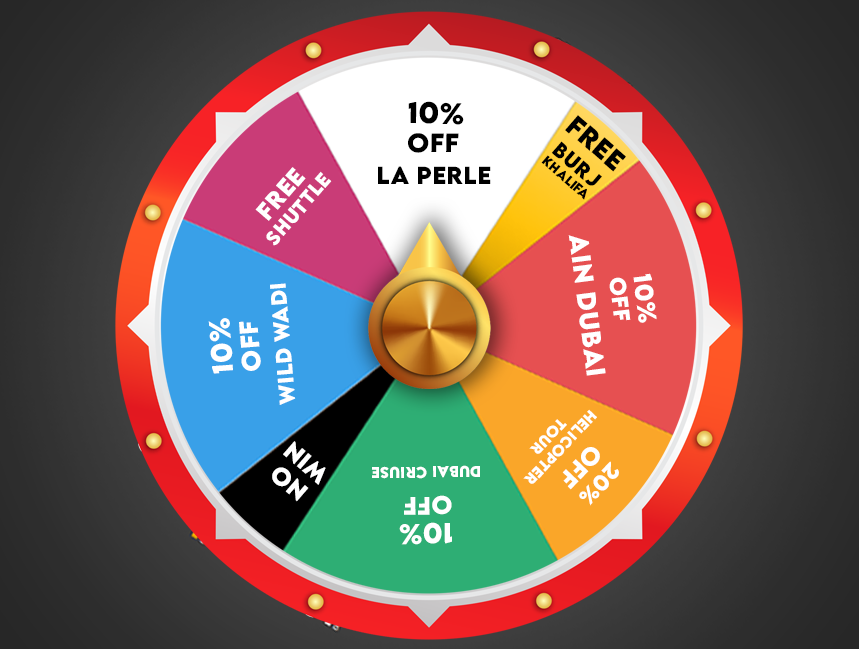 10%
OFF
LA PERLE
FREE
BURJ
KHALIFA
10%
OFF
AIN DUBAI
20%
OFF
HELICOPTER
TOUR
10%
OFF
DUBAI CRIUSE
NO
WIN
10%
OFF
WILD WADI
FREE
SHUTTLE